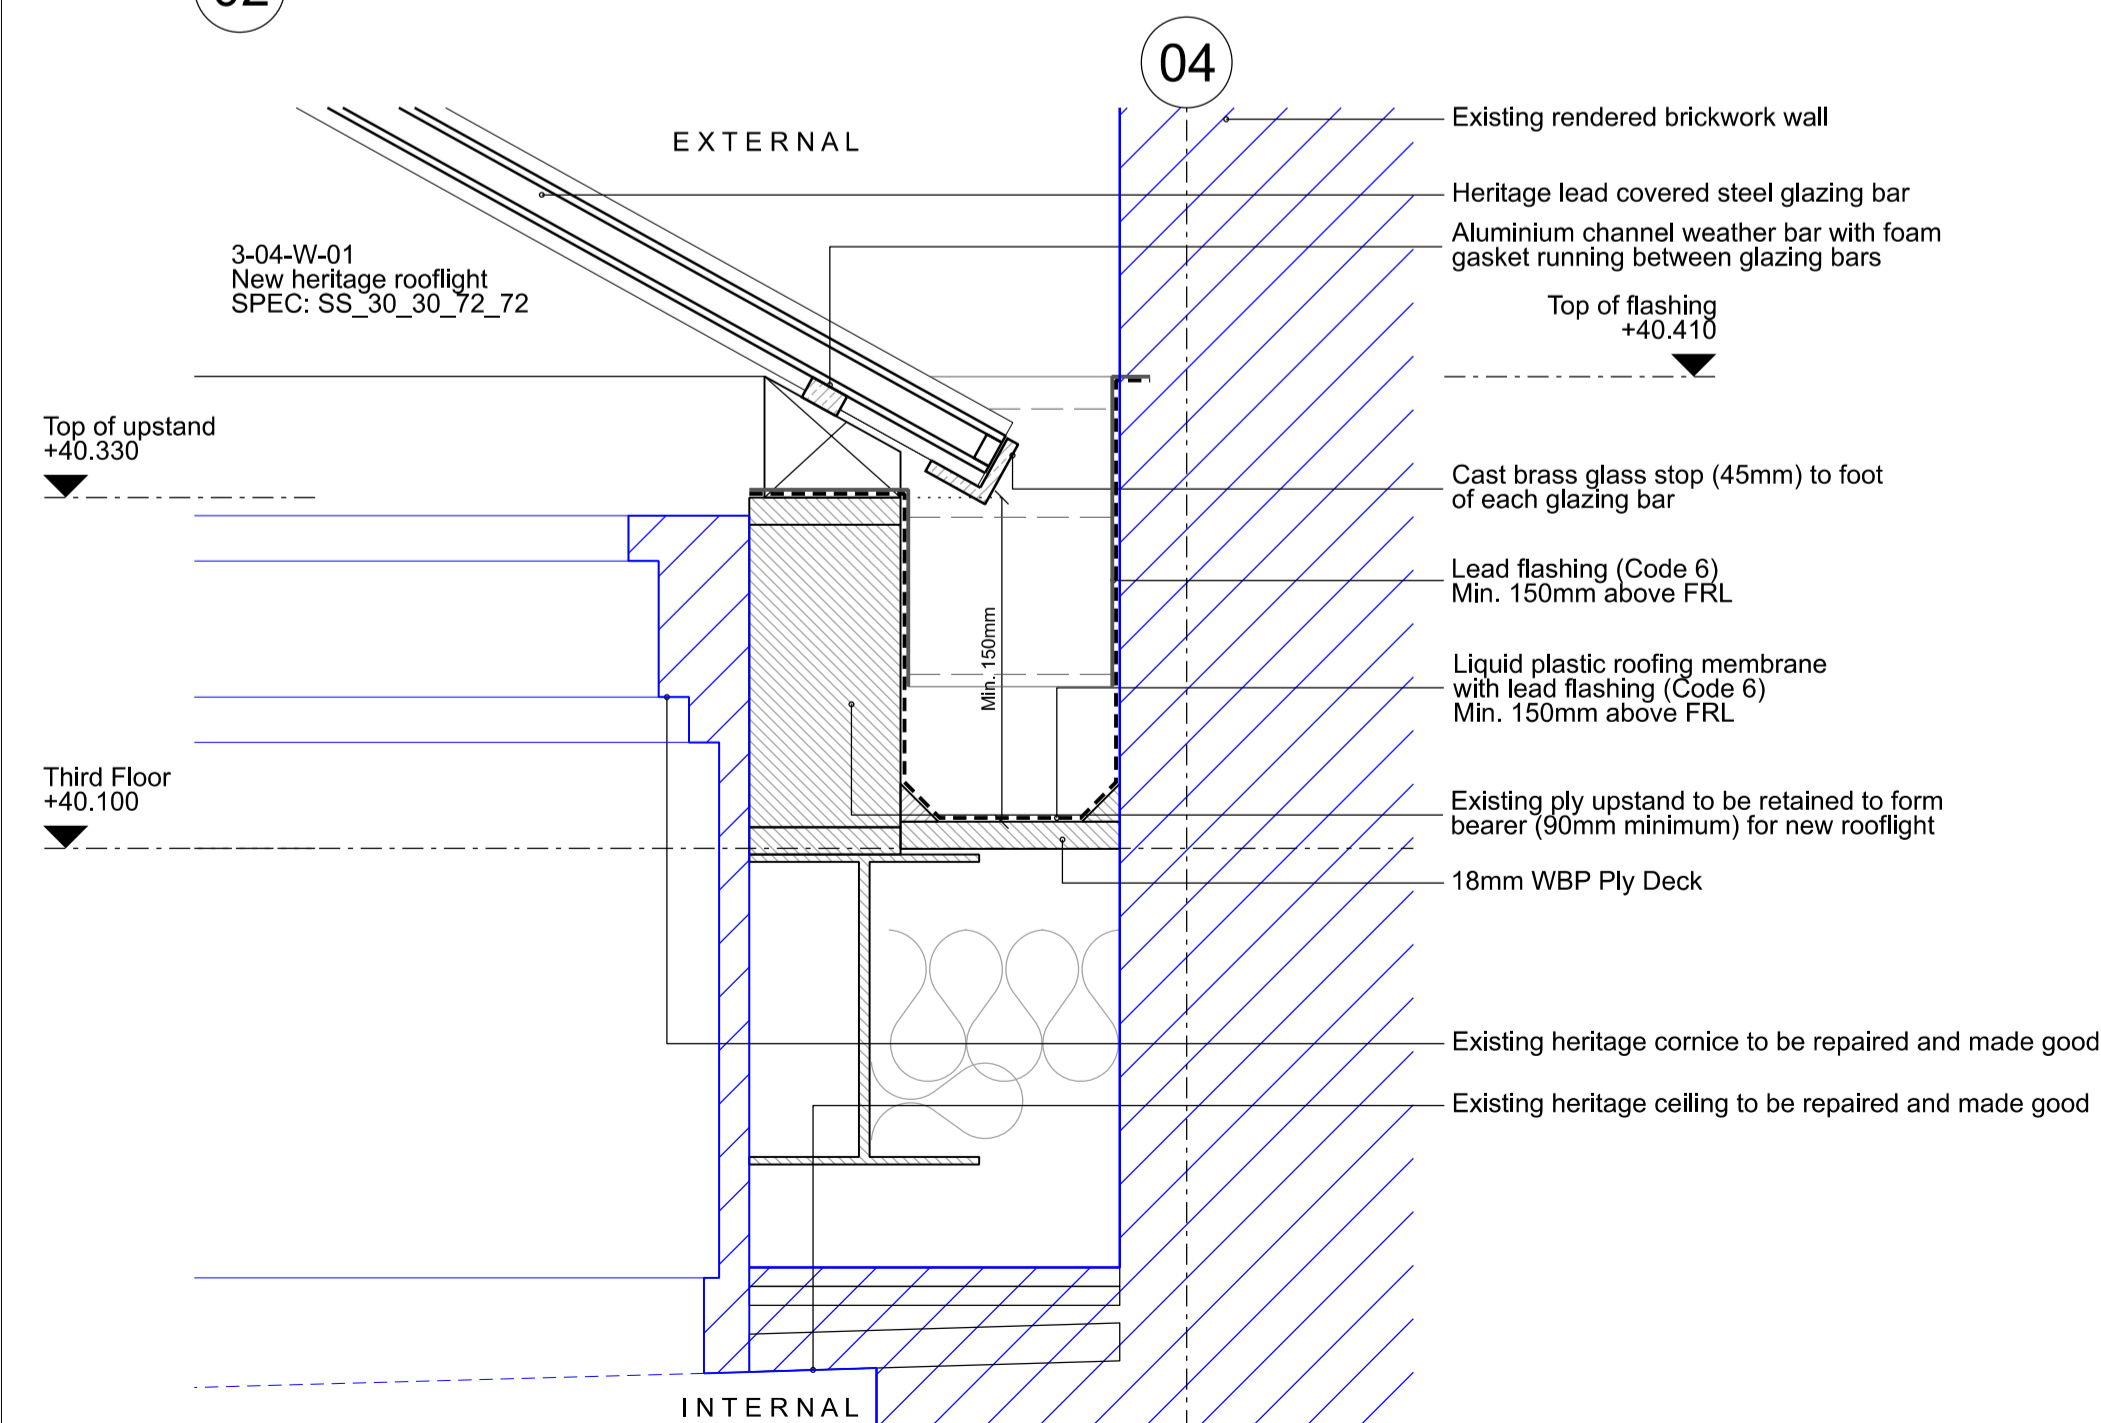 02
04
EXTERNAL
3-04-W-01
New heritage rooflight
SPEC: SS_30_30_72_72
Top of upstand
+40.330
Third Floor
+40.100
Min. 150mm
Existing rendered brickwork wall
Heritage lead covered steel glazing bar
Aluminium channel weather bar with foam
gasket running between glazing bars
Top of flashing
+40.410
Cast brass glass stop (45mm) to foot
of each glazing bar
Lead flashing (Code 6)
Min. 150mm above FRL
Liquid plastic roofing membrane
with lead flashing (Code 6)
Min. 150mm above FRL
Existing ply upstand to be retained to form
bearer (90mm minimum) for new rooflight
18mm WBP Ply Deck
Existing heritage cornice to be repaired and made good
Existing heritage ceiling to be repaired and made good
INTERNAL